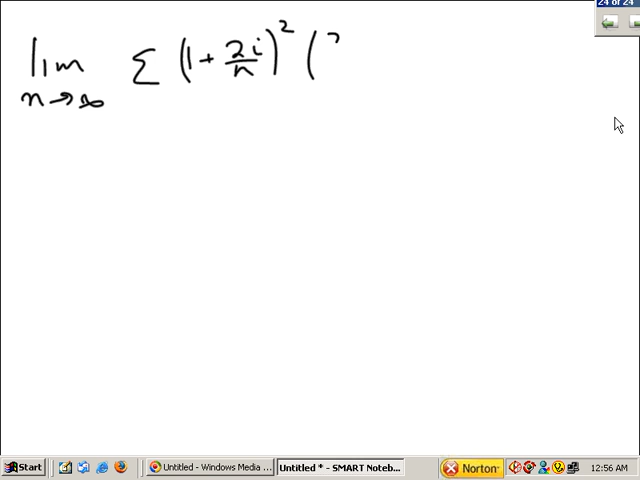 24 of 24
lim Σ (1 + 2i/n)² (
n→∞
Start
Untitled - Windows Media ...
Untitled * - SMART Noteb...
Norton
12:56 AM